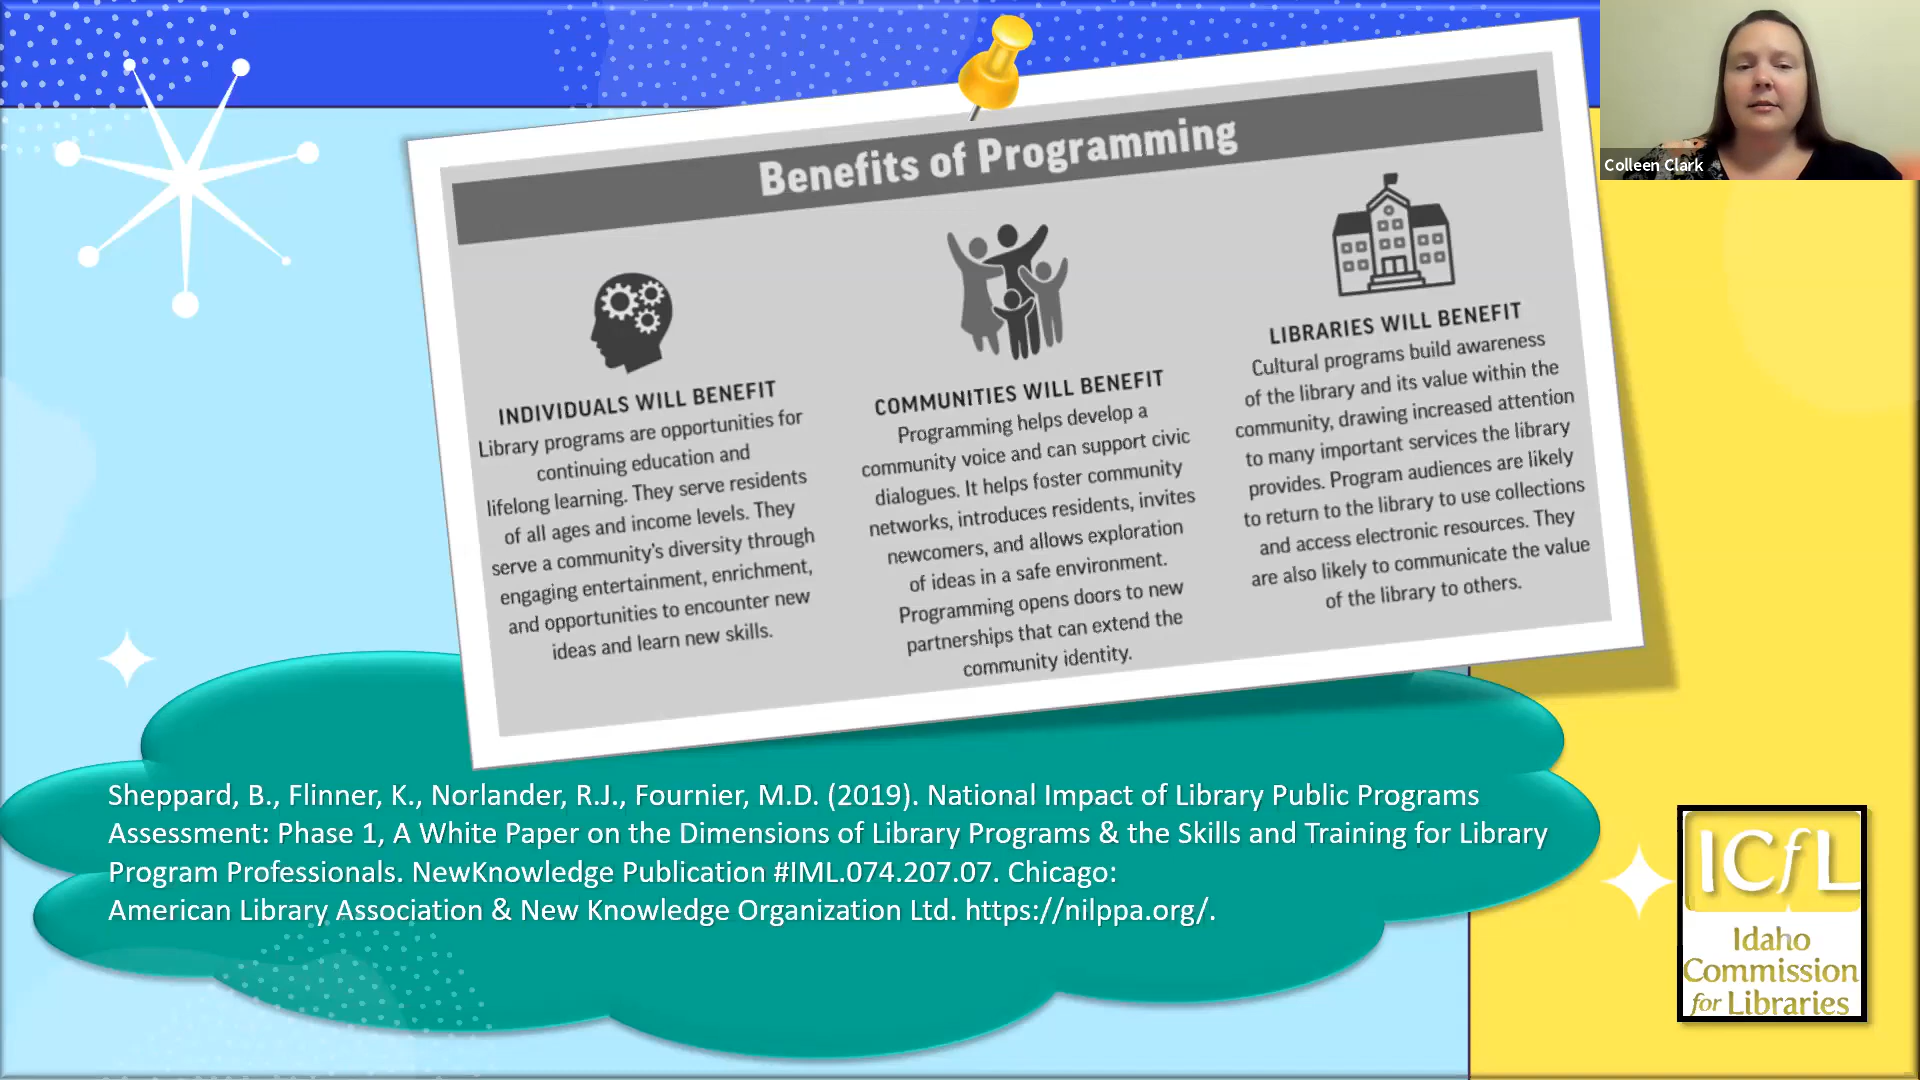 Benefits of Programming
INDIVIDUALS WILL BENEFIT
Library programs are opportunities for
continuing education and
lifelong learning. They serve residents
of all ages and income levels. They
serve a community's diversity through
engaging entertainment, enrichment,
and opportunities to encounter new
ideas and learn new skills.
COMMUNITIES WILL BENEFIT
Programming helps develop a
community voice and can support civic
dialogues. It helps foster community
networks, introduces residents, invites
newcomers, and allows exploration
of ideas in a safe environment.
Programming opens doors to new
partnerships that can extend the
community identity.
LIBRARIES WILL BENEFIT
Cultural programs build awareness
of the library and its value within the
community, drawing increased attention
to many important services the library
provides. Program audiences are likely
to return to the library to use collections
and access electronic resources. They
are also likely to communicate the value
of the library to others.
Colleen Clark
Sheppard, B., Flinner, K., Norlander, R.J., Fournier, M.D. (2019). National Impact of Library Public Programs
Assessment: Phase 1, A White Paper on the Dimensions of Library Programs & the Skills and Training for Library
Program Professionals. NewKnowledge Publication #IML.074.207.07. Chicago:
American Library Association & New Knowledge Organization Ltd. https://nilppa.org/.
ICfL
Idaho
Commission
for Libraries